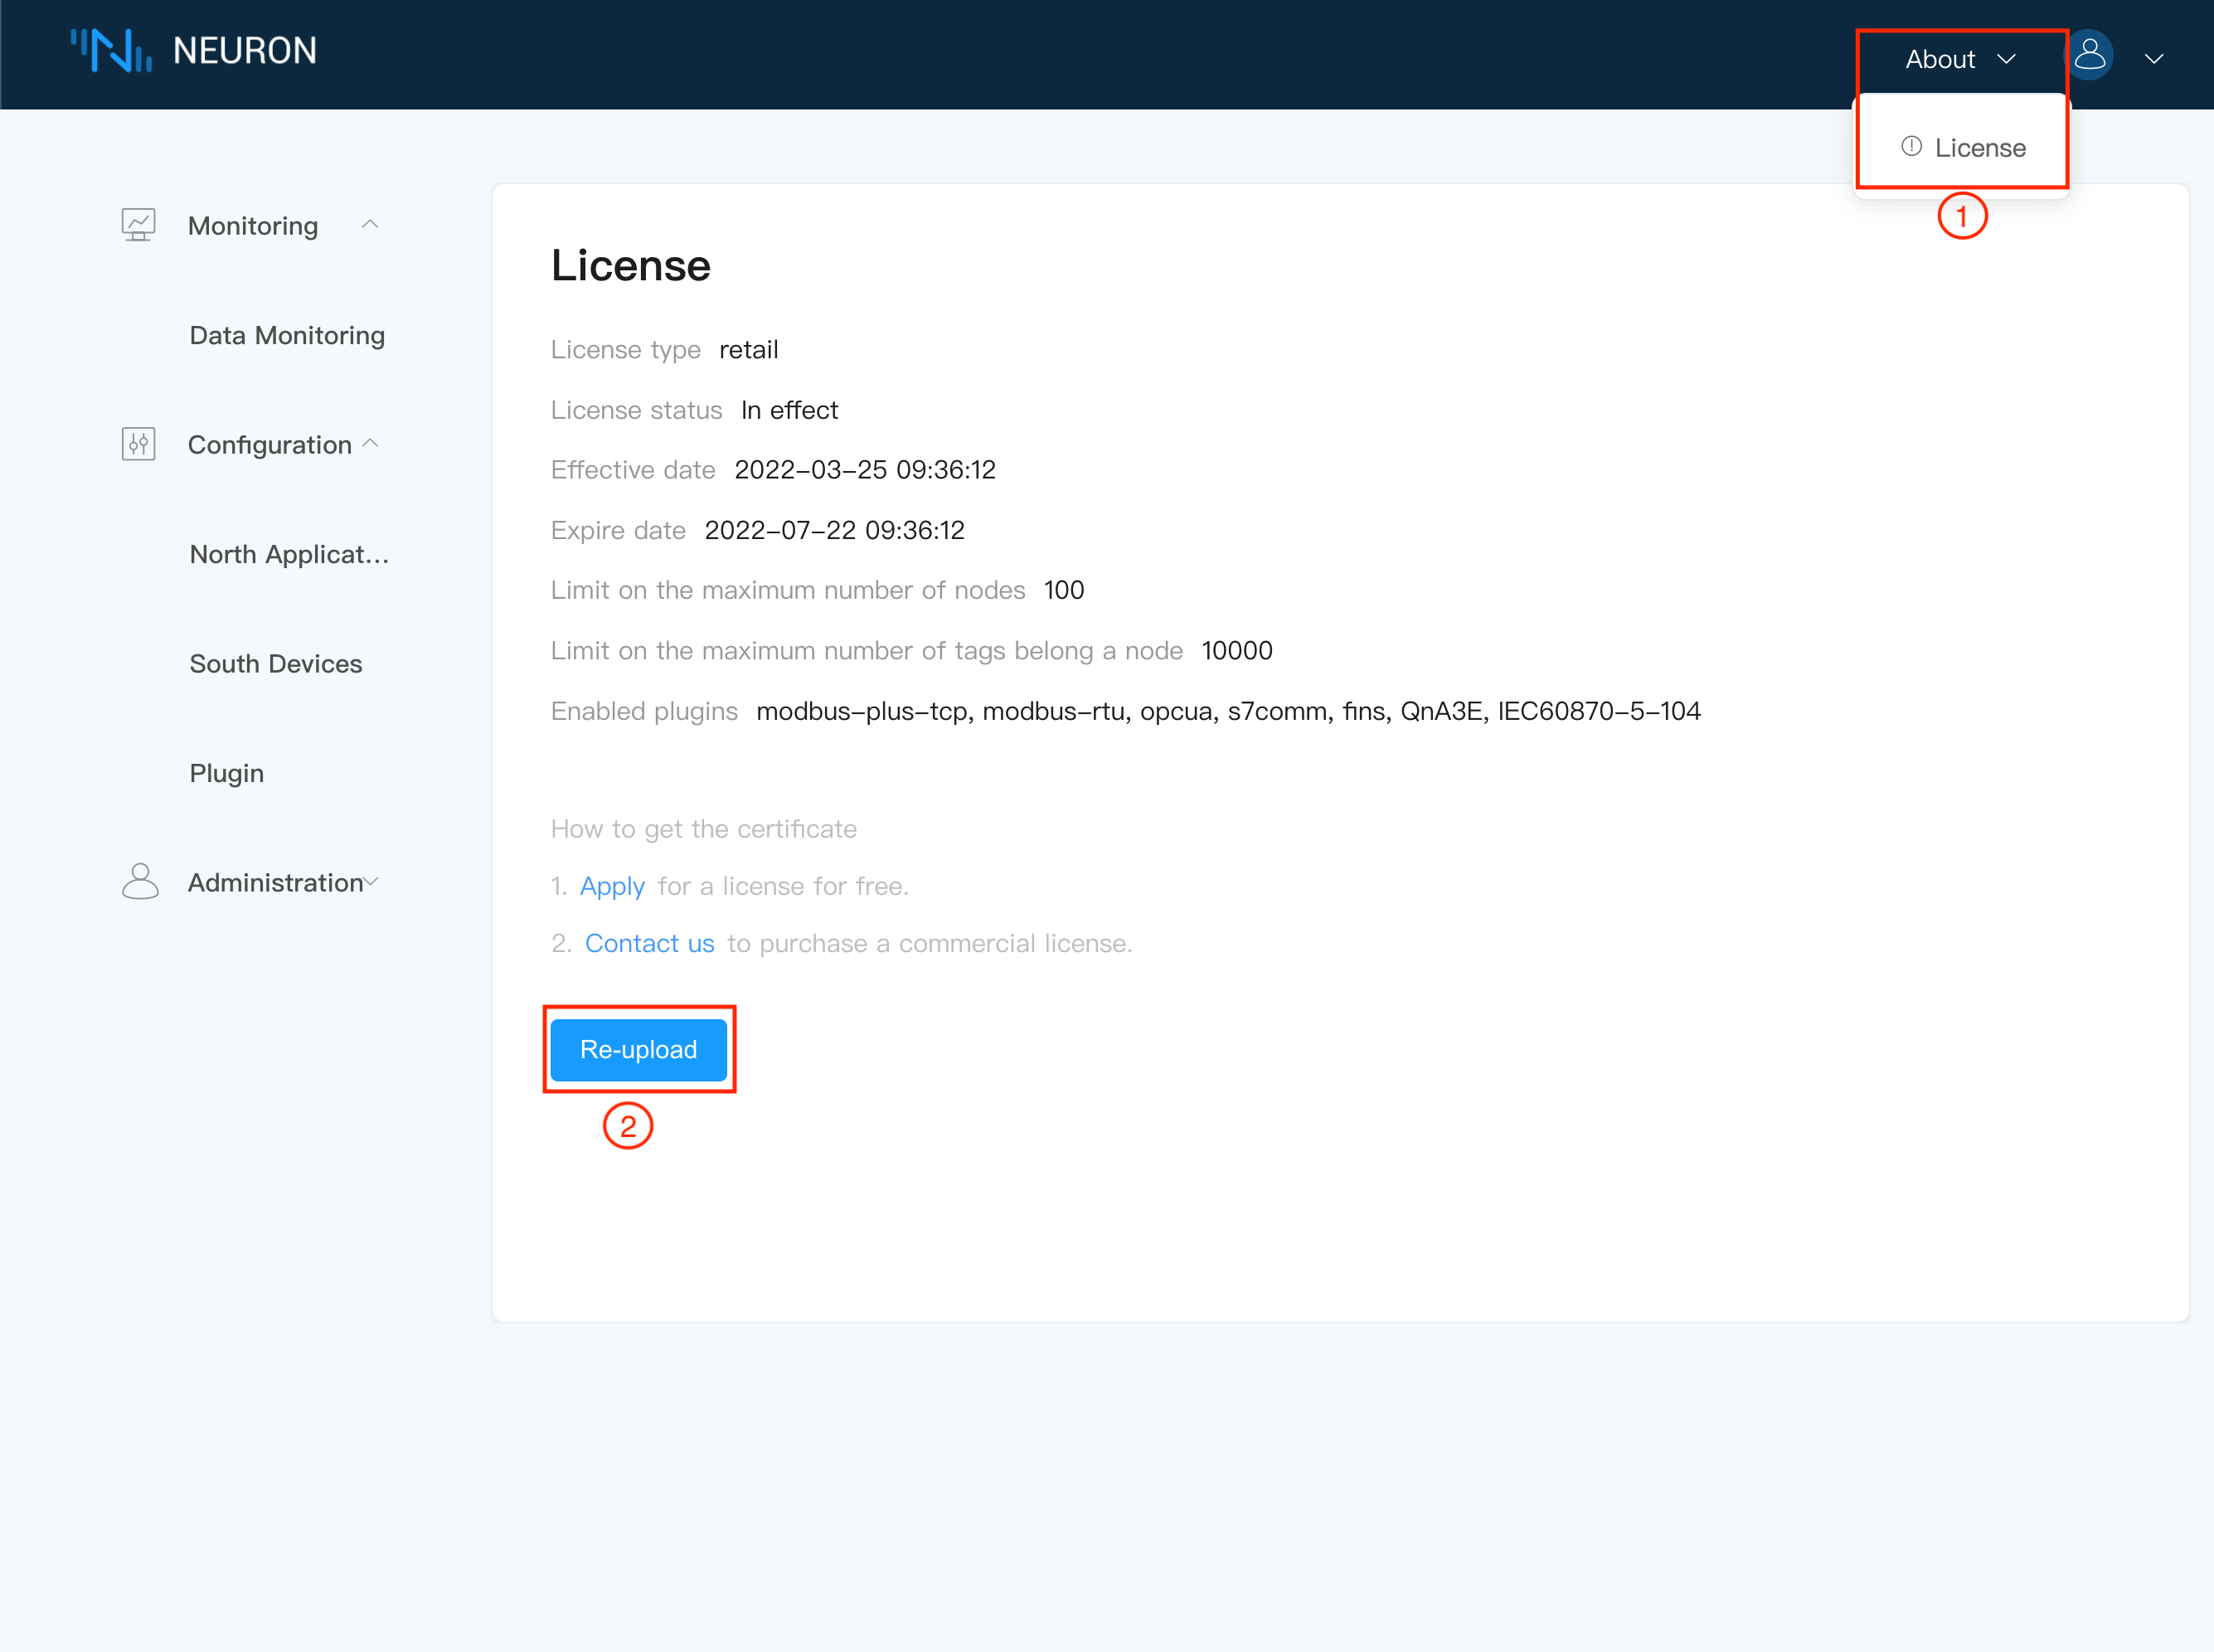 NEURON
About
License
1
Monitoring
Data Monitoring
Configuration
North Applicat...
South Devices
Plugin
Administration
License
License type retail
License status In effect
Effective date 2022-03-25 09:36:12
Expire date 2022-07-22 09:36:12
Limit on the maximum number of nodes 100
Limit on the maximum number of tags belong a node 10000
Enabled plugins modbus-plus-tcp, modbus-rtu, opcua, s7comm, fins, QnA3E, IEC60870-5-104
How to get the certificate
1. Apply for a license for free.
2. Contact us to purchase a commercial license.
Re-upload
2